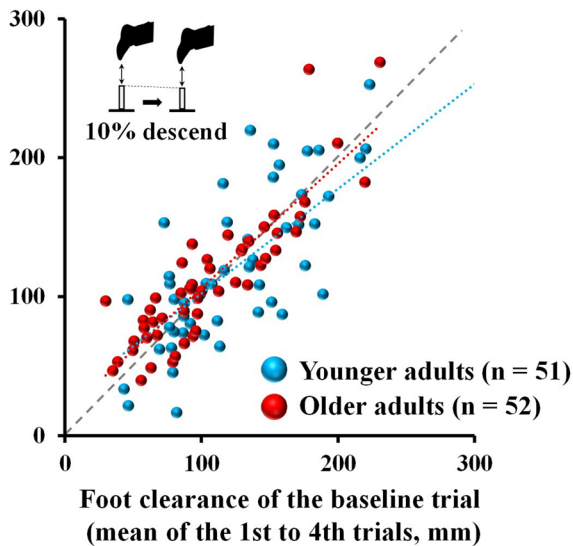 300
10% descend
200
100
Younger adults (n = 51)
Older adults (n = 52)
0
0 100 200 300
Foot clearance of the baseline trial
(mean of the 1st to 4th trials, mm)